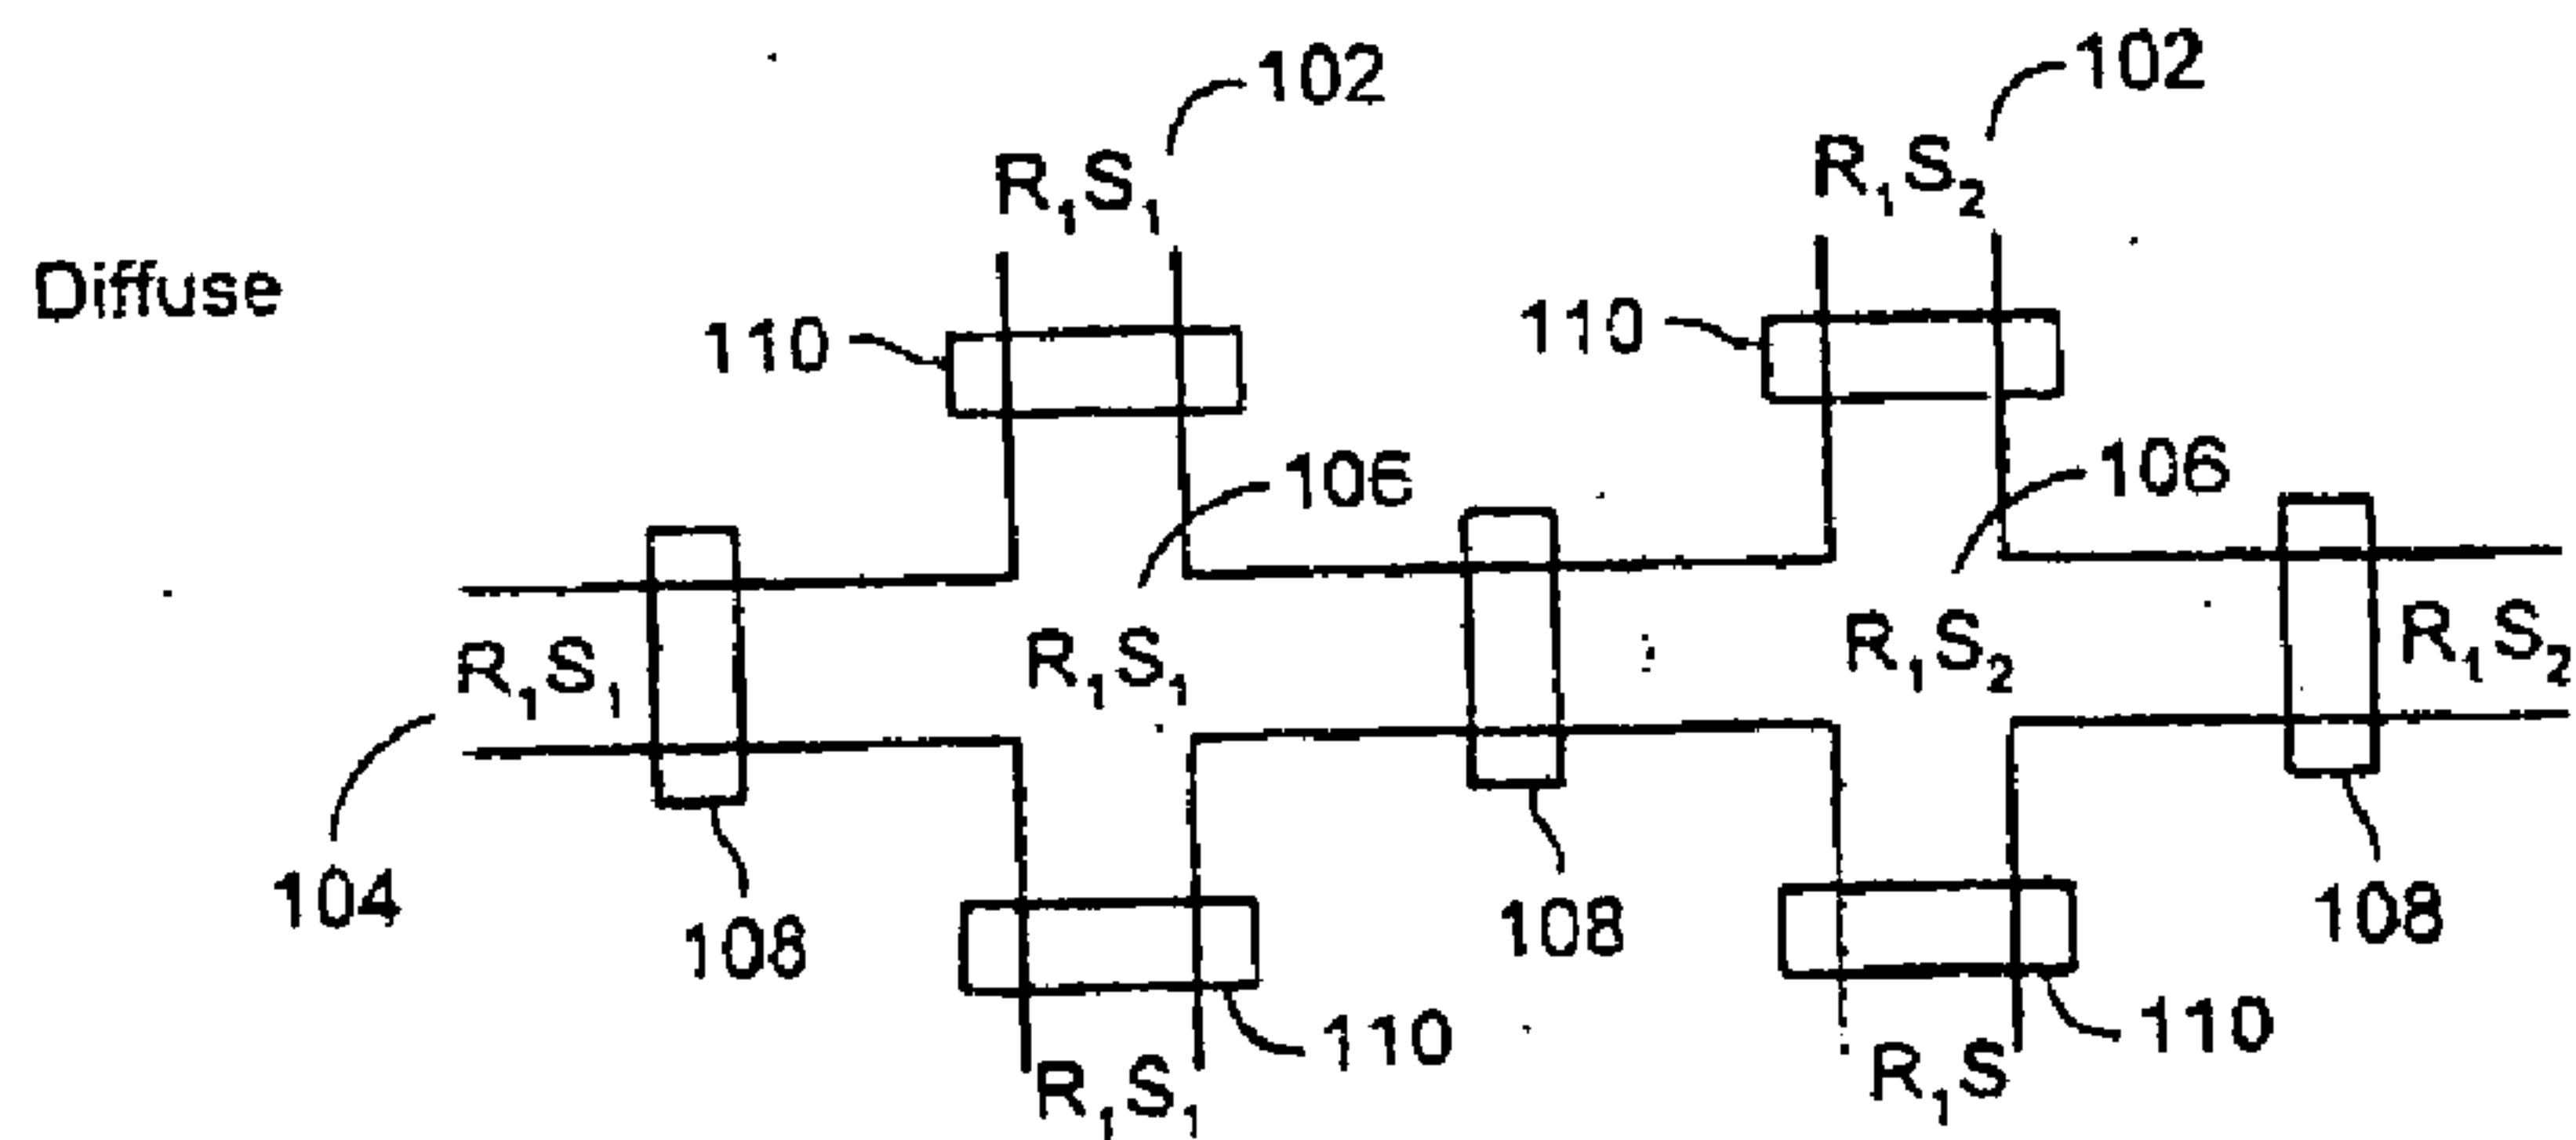 102 102
R₁S₁ R₁S₂
Diffuse
110 110
106 106
R₁S₁ R₁S₁ R₁S₂ R₁S₂
104 108 108 108
110 110
R₁S₁ R₁S